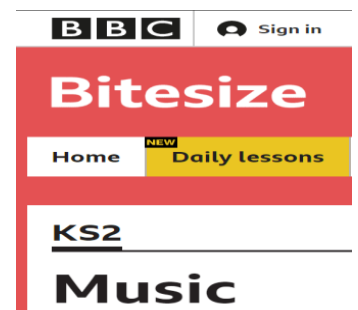 BBC Sign in
Bitesize
NEW
Home Daily lessons
KS2
Music